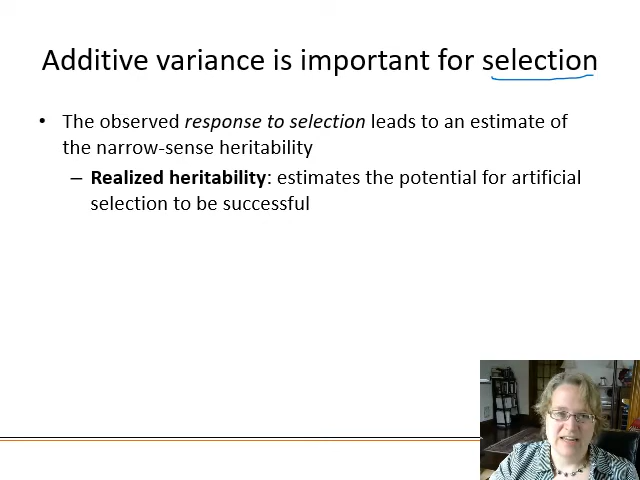 Additive variance is important for selection
• The observed response to selection leads to an estimate of
the narrow-sense heritability
– Realized heritability: estimates the potential for artificial
selection to be successful